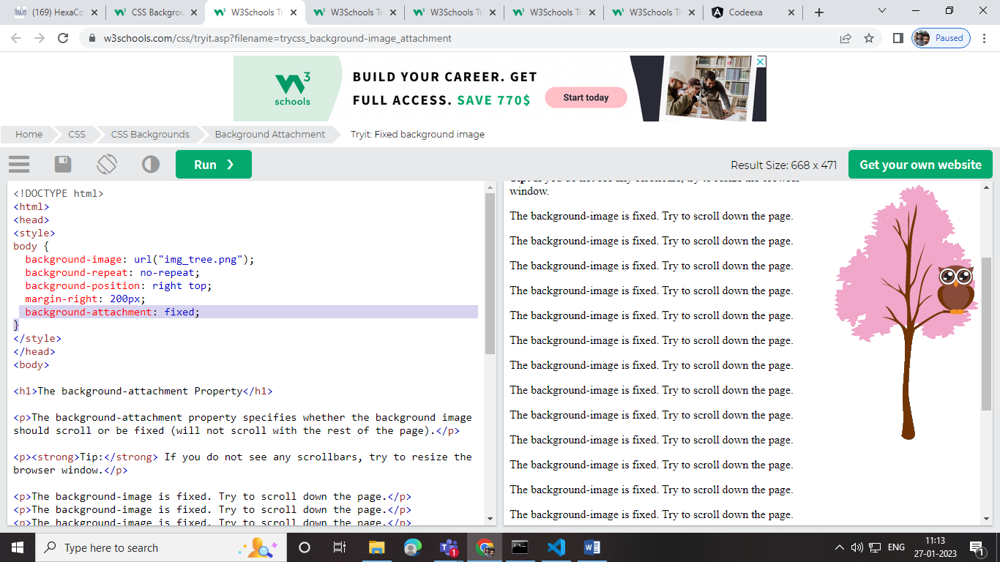 (169) HexaCo
CSS Backgrou
W3Schools Tr
W3Schools Tr
W3Schools Tr
W3Schools Tr
W3Schools Tr
Codeexa
w3schools.com/css/tryit.asp?filename=trycss_background-image_attachment
Paused
3
schools
BUILD YOUR CAREER. GET
FULL ACCESS. SAVE 770$
Start today
Home
CSS
CSS Backgrounds
Background Attachment
Tryit: Fixed background image
Run ❯
Result Size: 668 x 471
Get your own website
<!DOCTYPE html>
<html>
<head>
<style>
body {
  background-image: url("img_tree.png");
  background-repeat: no-repeat;
  background-position: right top;
  margin-right: 200px;
  background-attachment: fixed;
}
</style>
</head>
<body>
<h1>The background-attachment Property</h1>
<p>The background-attachment property specifies whether the background image
should scroll or be fixed (will not scroll with the rest of the page).</p>
<p><strong>Tip:</strong> If you do not see any scrollbars, try to resize the
browser window.</p>
<p>The background-image is fixed. Try to scroll down the page.</p>
<p>The background-image is fixed. Try to scroll down the page.</p>
<p>The background-image is fixed. Try to scroll down the page.</p>
window.
The background-image is fixed. Try to scroll down the page.
The background-image is fixed. Try to scroll down the page.
The background-image is fixed. Try to scroll down the page.
The background-image is fixed. Try to scroll down the page.
The background-image is fixed. Try to scroll down the page.
The background-image is fixed. Try to scroll down the page.
The background-image is fixed. Try to scroll down the page.
The background-image is fixed. Try to scroll down the page.
The background-image is fixed. Try to scroll down the page.
The background-image is fixed. Try to scroll down the page.
The background-image is fixed. Try to scroll down the page.
The background-image is fixed. Try to scroll down the page.
The background-image is fixed. Try to scroll down the page.
Type here to search
1
ENG
11:13
27-01-2023
1